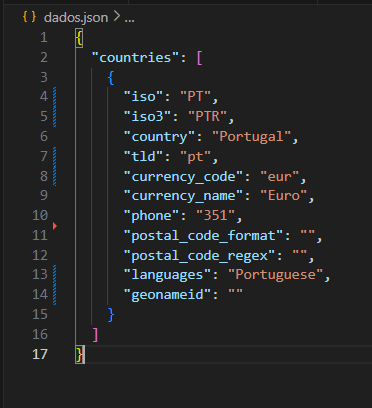 { } dados.json ...
1 {
2 "countries": [
3 {
4 "iso": "PT",
5 "iso3": "PTR",
6 "country": "Portugal",
7 "tld": "pt",
8 "currency_code": "eur",
9 "currency_name": "Euro",
10 "phone": "351",
11 "postal_code_format": "",
12 "postal_code_regex": "",
13 "languages": "Portuguese",
14 "geonameid": ""
15 }
16 ]
17 }